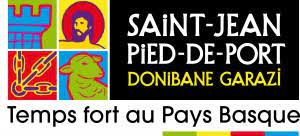 SAiNT-JEAN
PiED-DE-PORT
DONIBANE GARAZi
Temps fort au Pays Basque